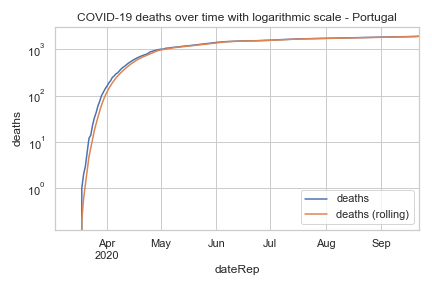 COVID-19 deaths over time with logarithmic scale - Portugal
deaths
10³
10²
10¹
10⁰
deaths
deaths (rolling)
Apr May Jun Jul Aug Sep
2020
dateRep